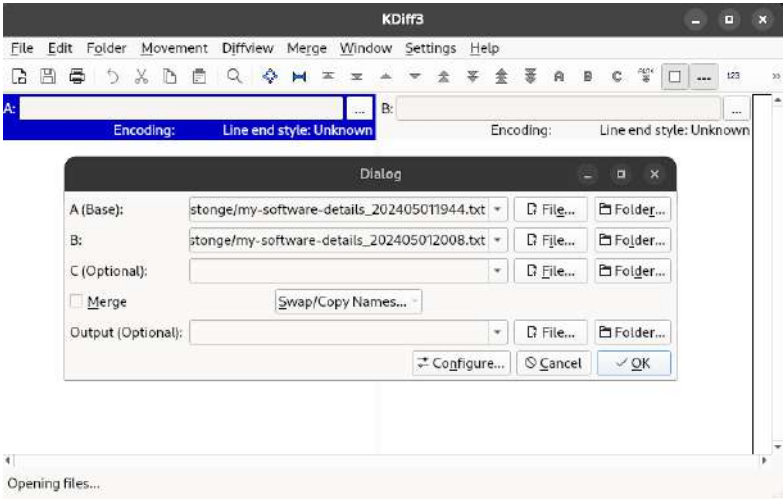 KDiff3
File Edit Folder Movement Diffview Merge Window Settings Help
A B C 123
A: ... B: ...
Encoding: Line end style: Unknown Encoding: Line end style: Unknown
Dialog
A (Base): stonge/my-software-details_202405011944.txt File... Folder...
B: stonge/my-software-details_202405012008.txt File... Folder...
C (Optional): File... Folder...
Merge Swap/Copy Names...
Output (Optional): File... Folder...
Configure... Cancel OK
Opening files...